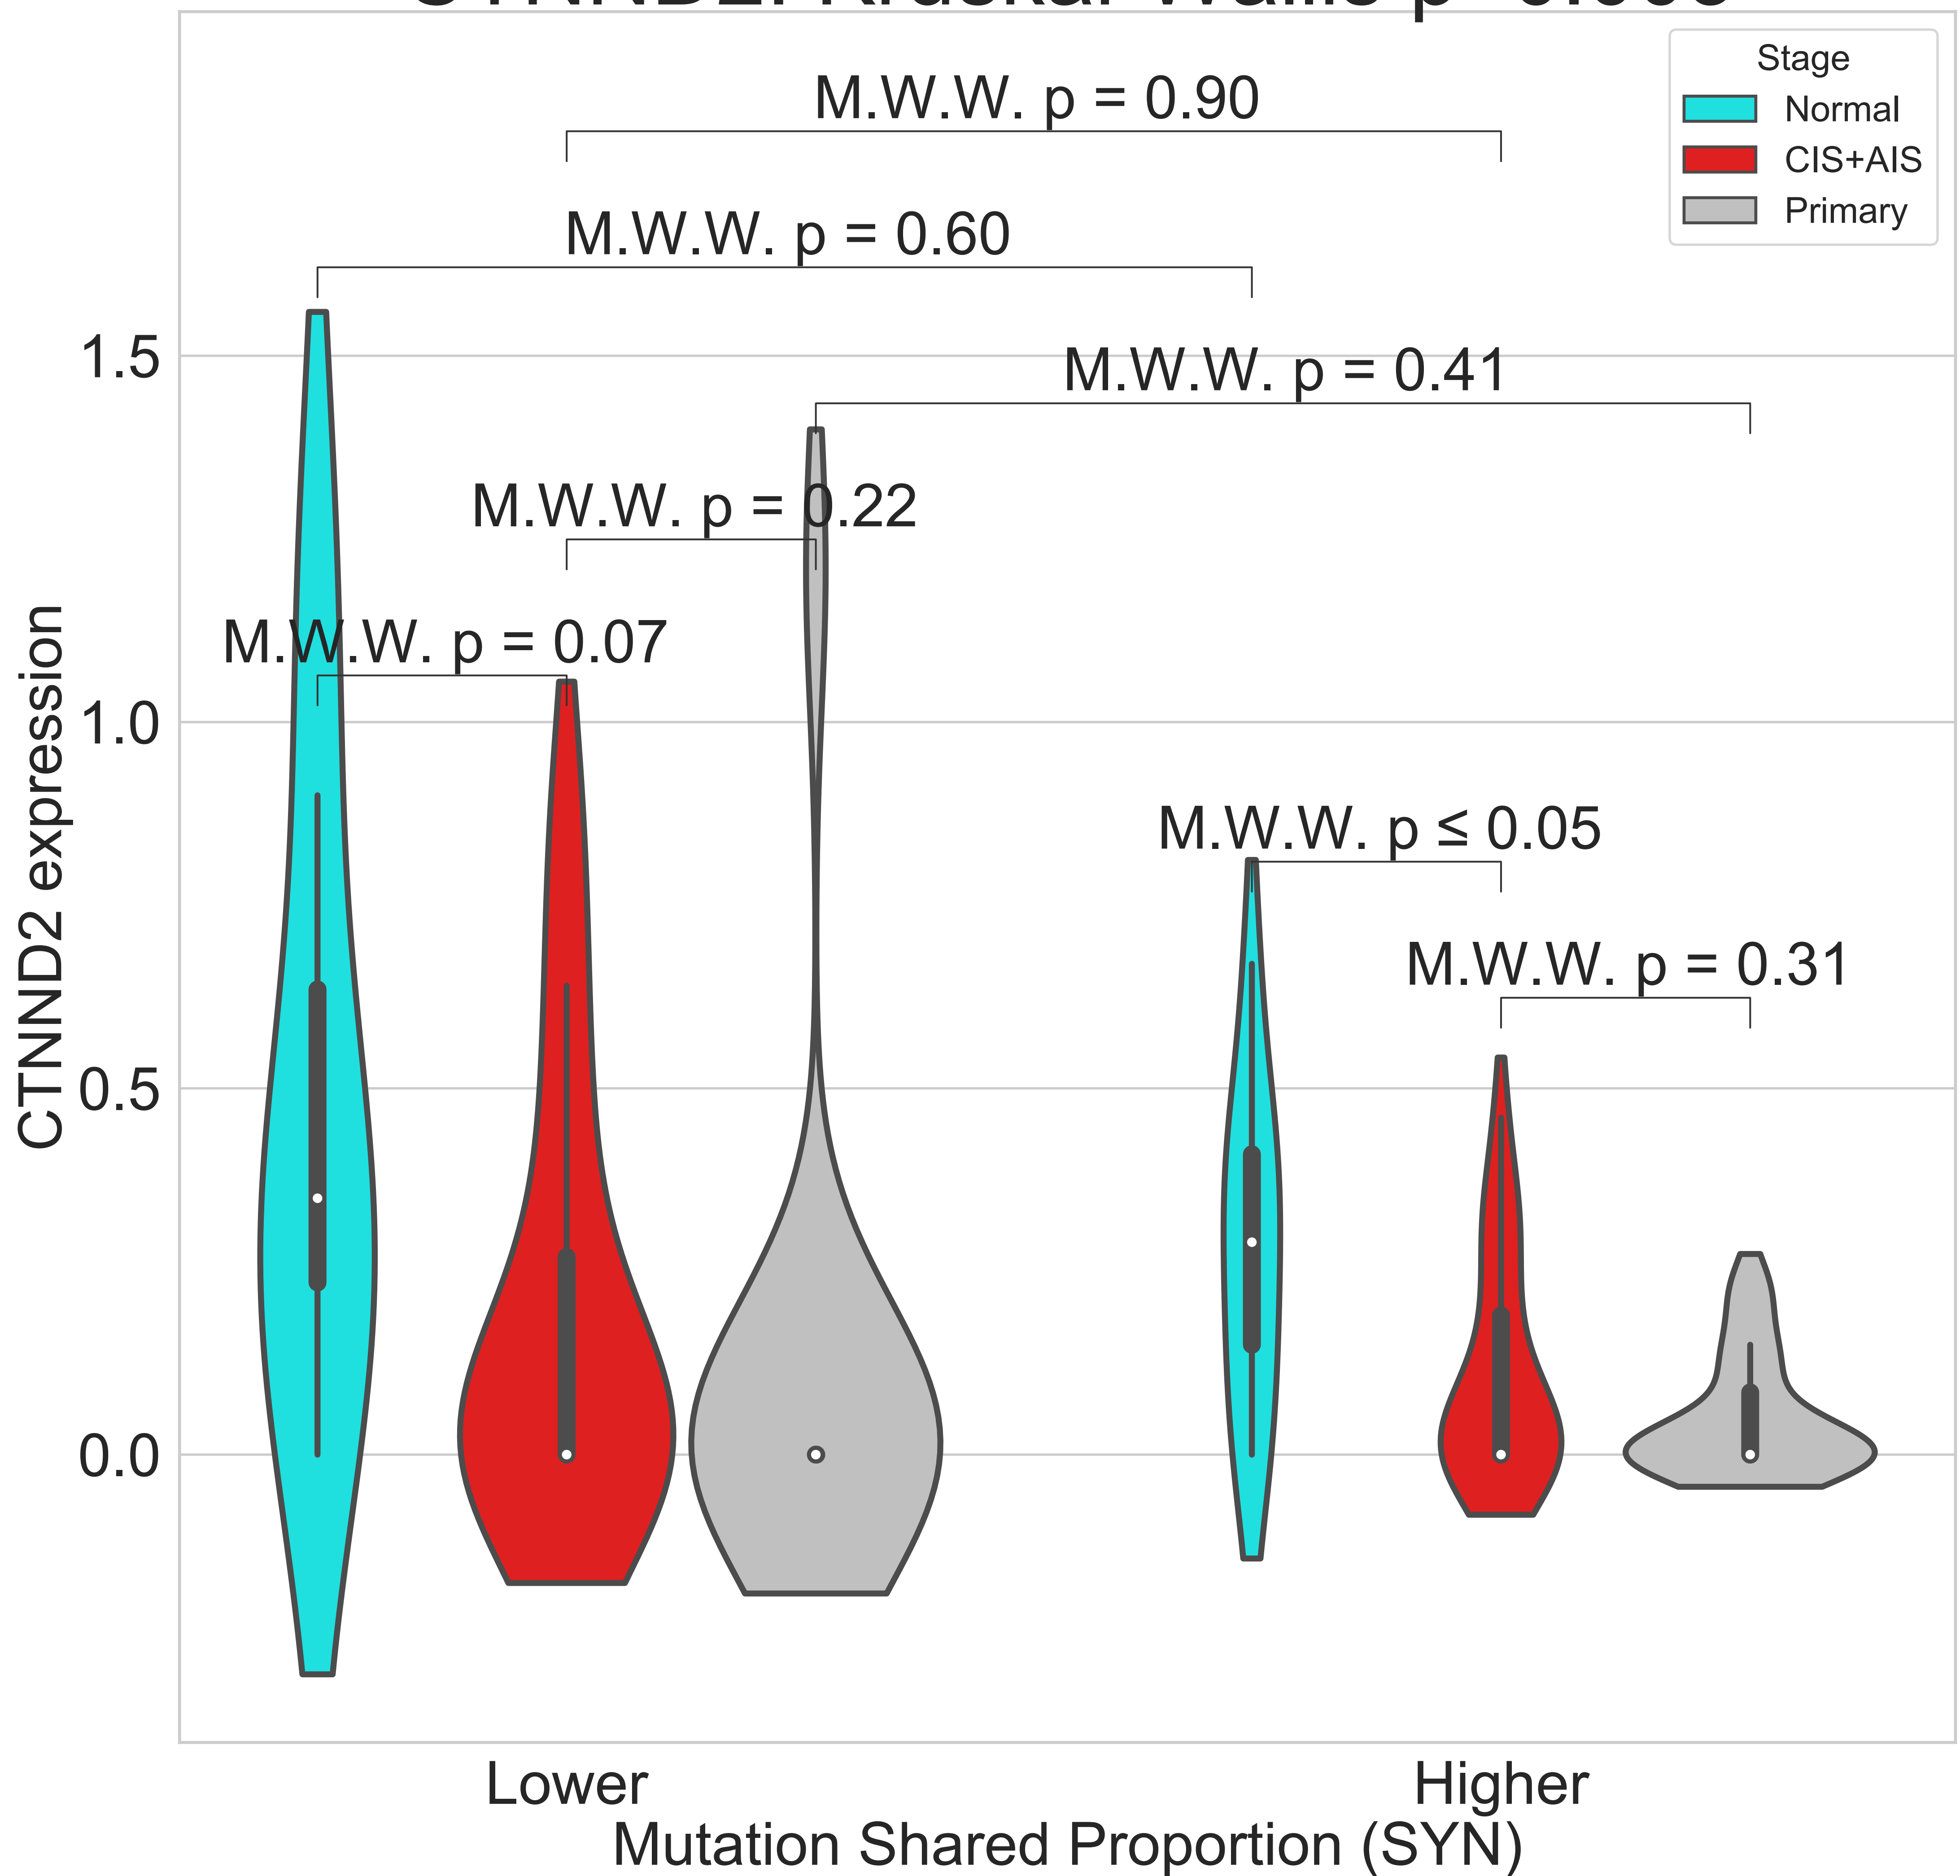 Stage
Normal
CIS+AIS
Primary
M.W.W. p = 0.90
M.W.W. p = 0.60
M.W.W. p = 0.41
M.W.W. p = 0.22
M.W.W. p = 0.07
M.W.W. p ≤ 0.05
M.W.W. p = 0.31
1.5
1.0
0.5
0.0
CTNND2 expression
Lower
Higher
Mutation Shared Proportion (SYN)